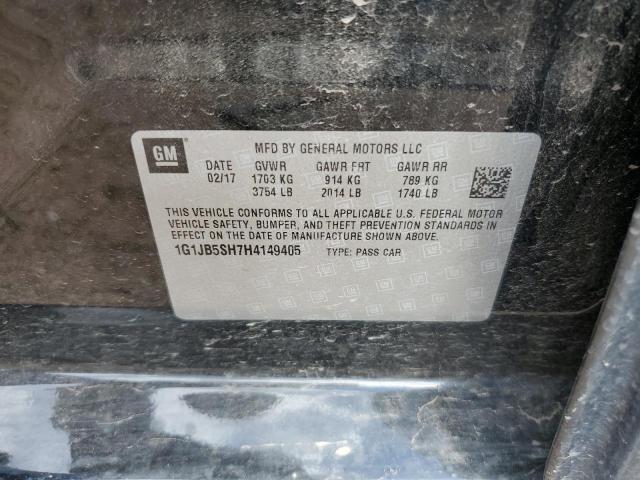 GM
MFD BY GENERAL MOTORS LLC
DATE GVWR GAWR FRT GAWR RR
02/17 1703 KG 914 KG 789 KG
3754 LB 2014 LB 1740 LB
THIS VEHICLE CONFORMS TO ALL APPLICABLE U.S. FEDERAL MOTOR
VEHICLE SAFETY, BUMPER, AND THEFT PREVENTION STANDARDS IN
EFFECT ON THE DATE OF MANUFACTURE SHOWN ABOVE.
1G1JB5SH7H4149405 TYPE: PASS CAR